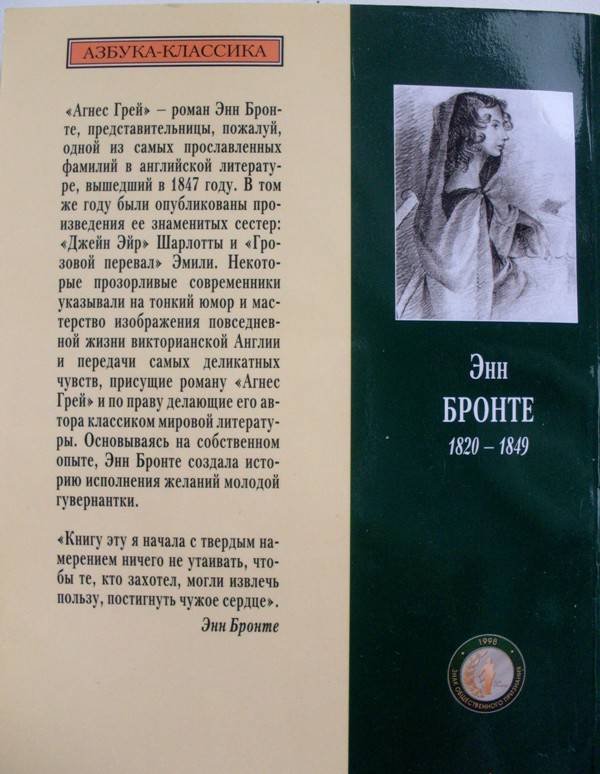 АЗБУКА-КЛАССИКА
«Агнес Грей» – роман Энн Брон-
те, представительницы, пожалуй,
одной из самых прославленных
фамилий в английской литерату-
ре, вышедший в 1847 году. В том
же году были опубликованы про-
изведения ее знаменитых сестер:
«Джейн Эйр» Шарлотты и «Гро-
зовой перевал» Эмили. Некото-
рые прозорливые современники
указывали на тонкий юмор и мас-
терство изображения повседнев-
ной жизни викторианской Англии
и передачи самых деликатных
чувств, присущие роману «Агнес
Грей» и по праву делающие его ав-
тора классиком мировой литерату-
ры. Основываясь на собственном
опыте, Энн Бронте создала исто-
рию исполнения желаний молодой
гувернантки.
«Книгу эту я начала с твердым на-
мерением ничего не утаивать, что-
бы те, кто захотел, могли извлечь
пользу, постигнуть чужое сердце».
Энн Бронте
Энн
БРОНТЕ
1820 – 1849
1998
ЗНАК ОБЩЕСТВЕННОГО ПРИЗНАНИЯ